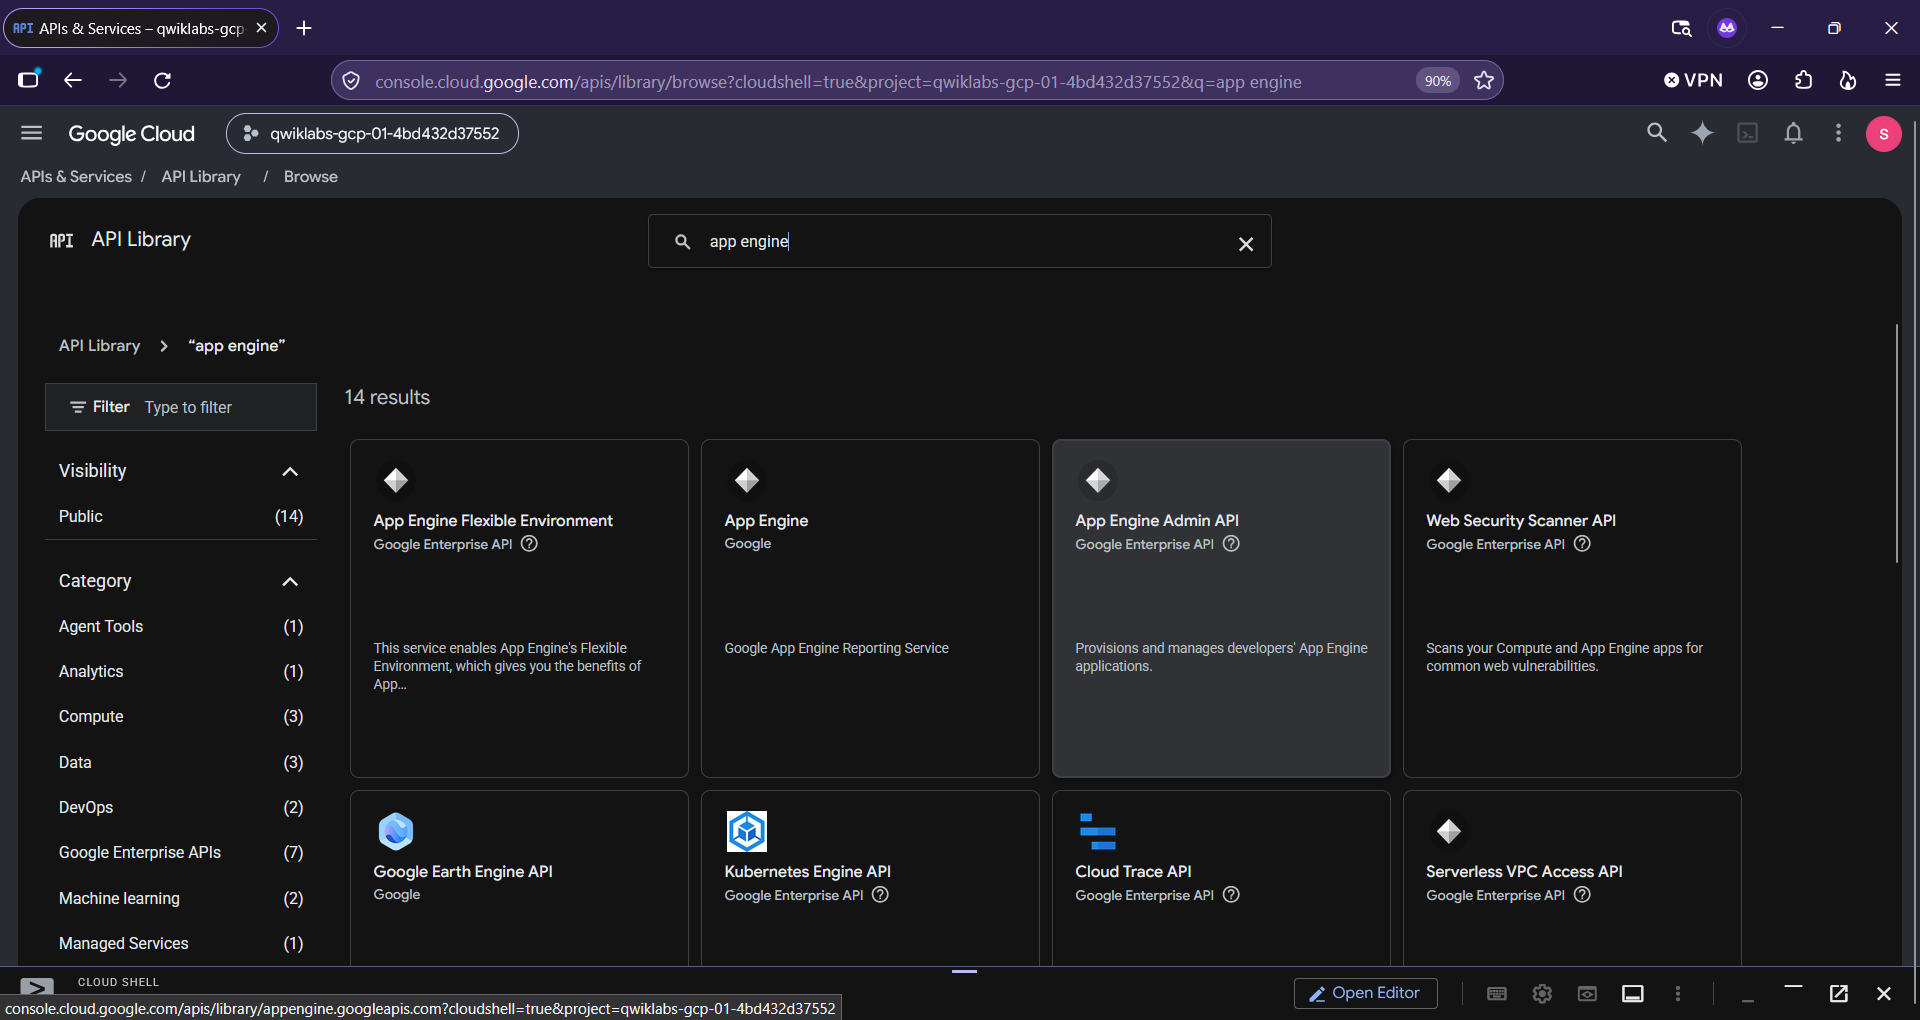 API APIs & Services – qwiklabs-gcp-
console.cloud.google.com/apis/library/browse?cloudshell=true&project=qwiklabs-gcp-01-4bd432d37552&q=app engine
90%
VPN
Google Cloud
qwiklabs-gcp-01-4bd432d37552
S
APIs & Services / API Library / Browse
API API Library
app engine
API Library > “app engine”
Filter Type to filter
14 results
Visibility
Public (14)
Category
Agent Tools (1)
Analytics (1)
Compute (3)
Data (3)
DevOps (2)
Google Enterprise APIs (7)
Machine learning (2)
Managed Services (1)
App Engine Flexible Environment
Google Enterprise API ?
This service enables App Engine's Flexible
Environment, which gives you the benefits of
App...
App Engine
Google
Google App Engine Reporting Service
App Engine Admin API
Google Enterprise API ?
Provisions and manages developers' App Engine
applications.
Web Security Scanner API
Google Enterprise API ?
Scans your Compute and App Engine apps for
common web vulnerabilities.
Google Earth Engine API
Google
Kubernetes Engine API
Google Enterprise API ?
Cloud Trace API
Google Enterprise API ?
Serverless VPC Access API
Google Enterprise API ?
CLOUD SHELL
Open Editor
console.cloud.google.com/apis/library/appengine.googleapis.com?cloudshell=true&project=qwiklabs-gcp-01-4bd432d37552